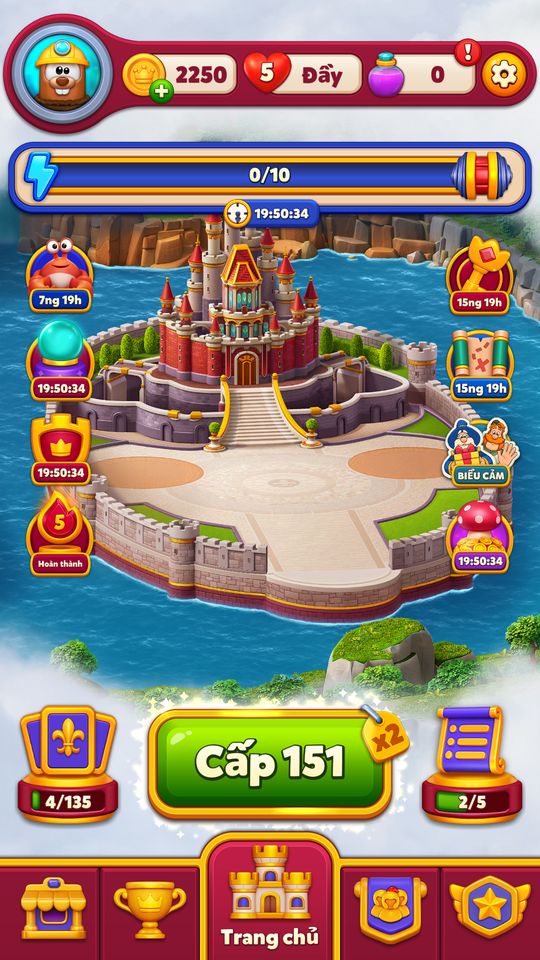 2250
5
Đầy
0
!
0/10
19:50:34
7ng 19h
15ng 19h
19:50:34
15ng 19h
19:50:34
BIỂU CẢM
5
Hoàn thành
19:50:34
Cấp 151
x2
4/135
2/5
Trang chủ